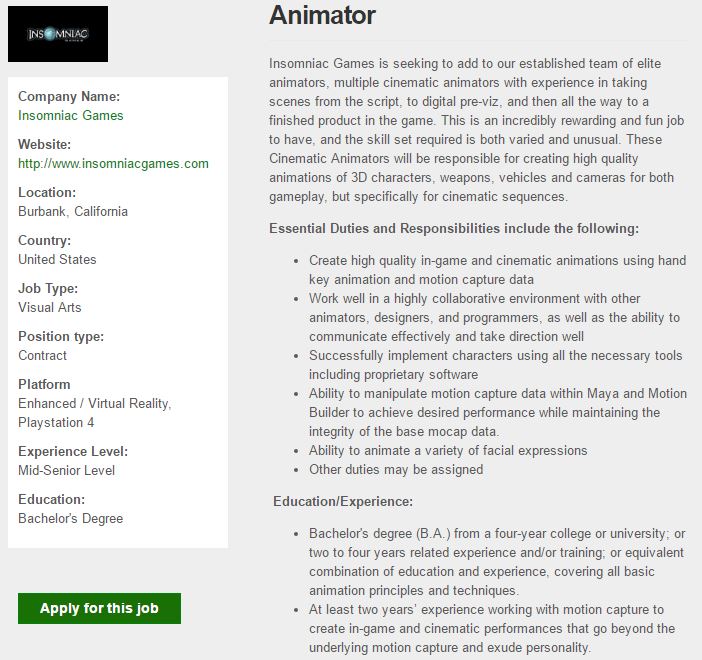 INSOMNIAC
GAMES
Company Name:
Insomniac Games
Website:
http://www.insomniacgames.com
Location:
Burbank, California
Country:
United States
Job Type:
Visual Arts
Position type:
Contract
Platform
Enhanced / Virtual Reality,
Playstation 4
Experience Level:
Mid-Senior Level
Education:
Bachelor's Degree
Apply for this job
Animator
Insomniac Games is seeking to add to our established team of elite
animators, multiple cinematic animators with experience in taking
scenes from the script, to digital pre-viz, and then all the way to a
finished product in the game. This is an incredibly rewarding and fun job
to have, and the skill set required is both varied and unusual. These
Cinematic Animators will be responsible for creating high quality
animations of 3D characters, weapons, vehicles and cameras for both
gameplay, but specifically for cinematic sequences.
Essential Duties and Responsibilities include the following:
• Create high quality in-game and cinematic animations using hand
key animation and motion capture data
• Work well in a highly collaborative environment with other
animators, designers, and programmers, as well as the ability to
communicate effectively and take direction well
• Successfully implement characters using all the necessary tools
including proprietary software
• Ability to manipulate motion capture data within Maya and Motion
Builder to achieve desired performance while maintaining the
integrity of the base mocap data.
• Ability to animate a variety of facial expressions
• Other duties may be assigned
Education/Experience:
• Bachelor's degree (B.A.) from a four-year college or university; or
two to four years related experience and/or training; or equivalent
combination of education and experience, covering all basic
animation principles and techniques.
• At least two years’ experience working with motion capture to
create in-game and cinematic performances that go beyond the
underlying motion capture and exude personality.